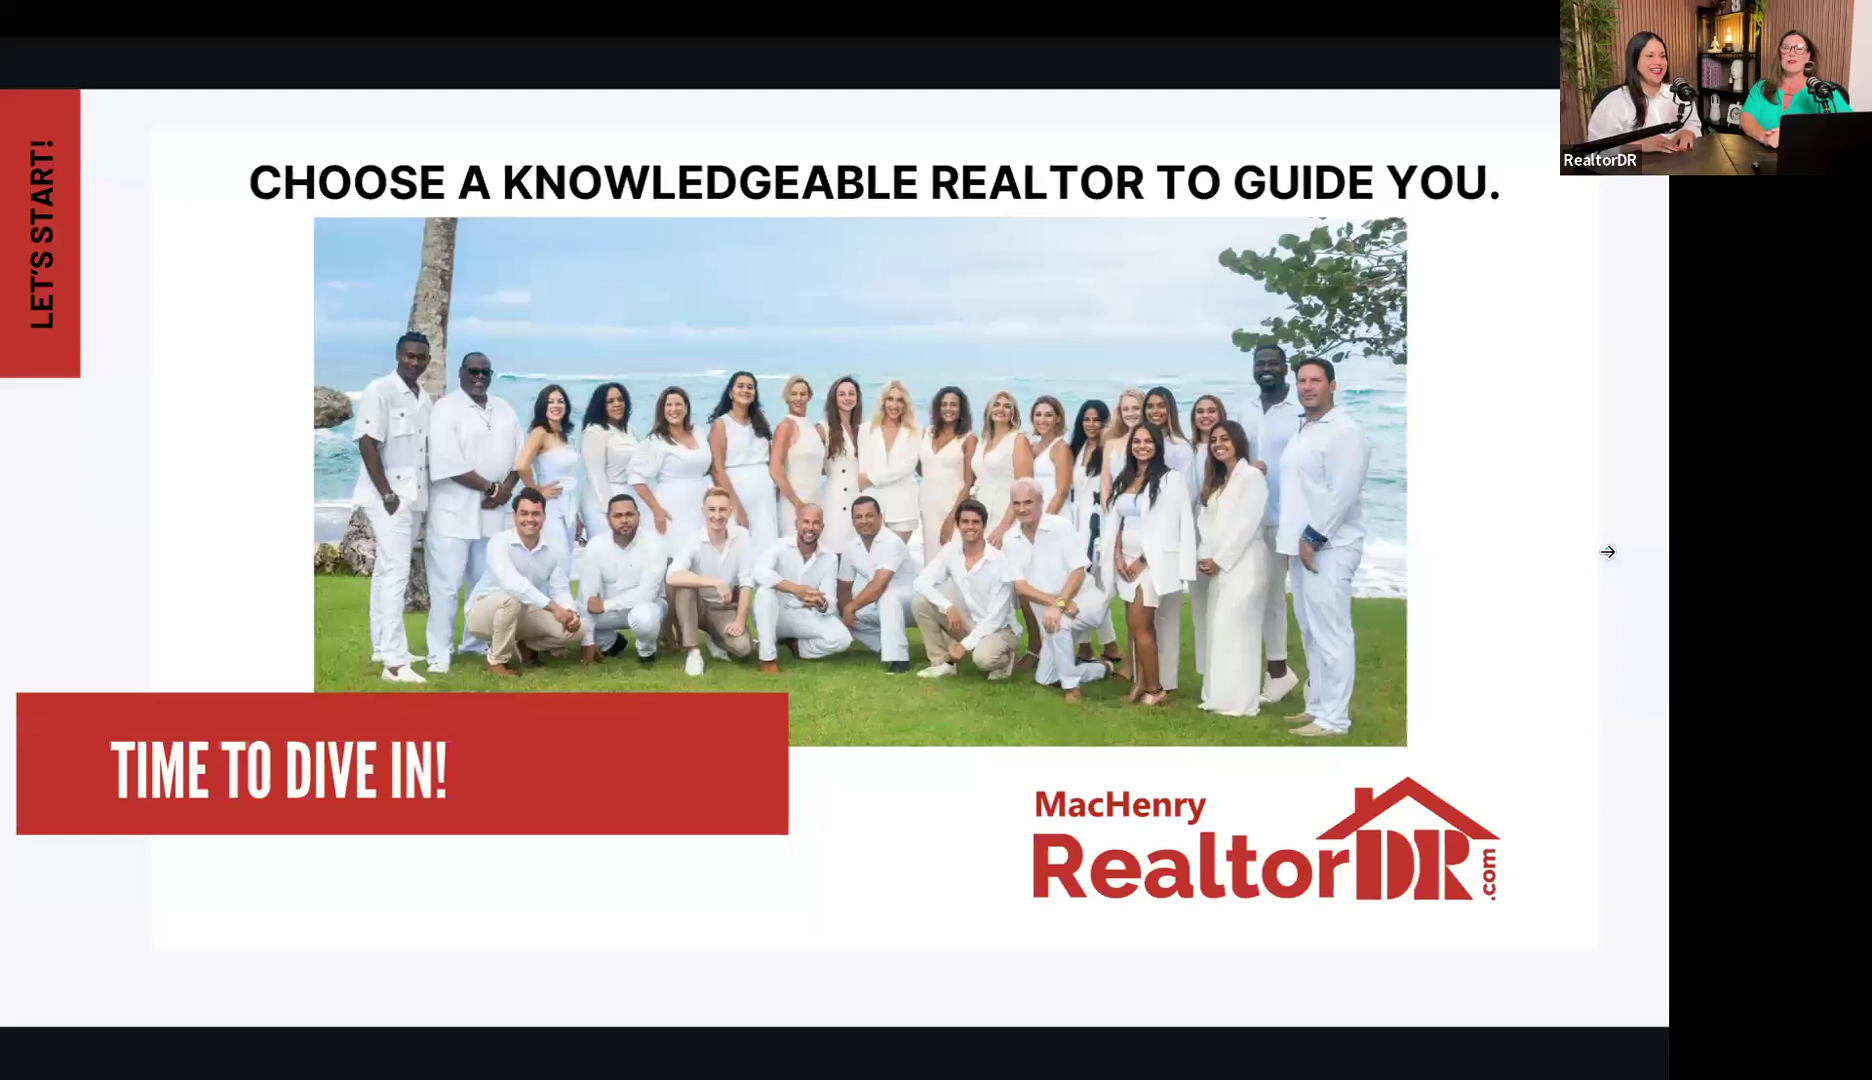 LET'S START!
CHOOSE A KNOWLEDGEABLE REALTOR TO GUIDE YOU.
RealtorDR
TIME TO DIVE IN!
MacHenry
RealtorDR.com